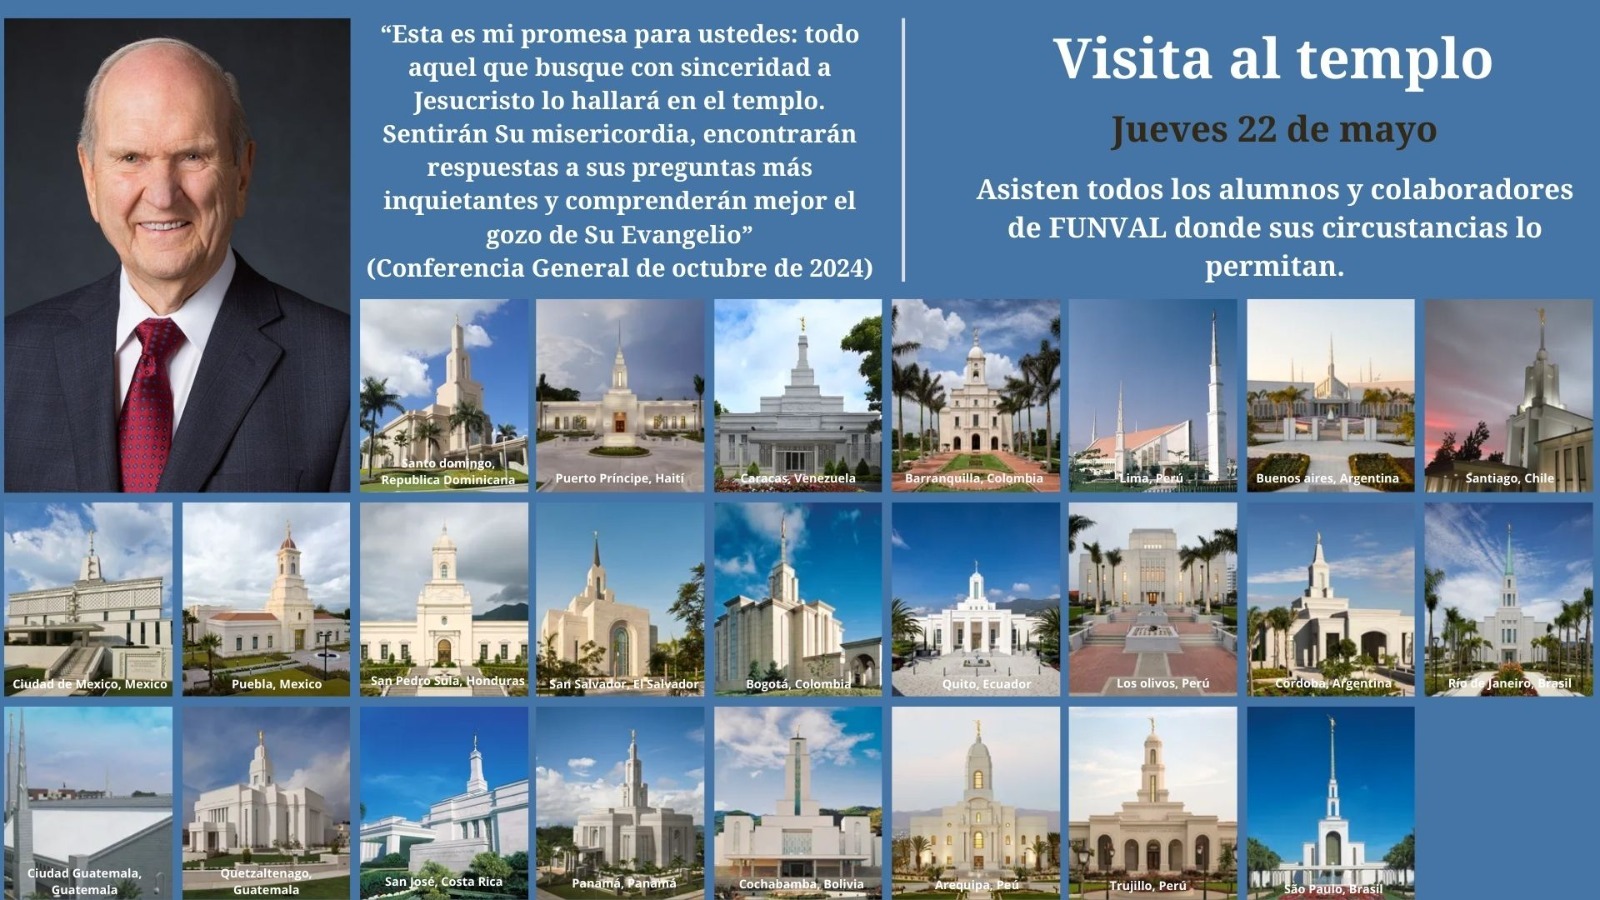 “Esta es mi promesa para ustedes: todo
aquel que busque con sinceridad a
Jesucristo lo hallará en el templo.
Sentirán Su misericordia, encontrarán
respuestas a sus preguntas más
inquietantes y comprenderán mejor el
gozo de Su Evangelio”
(Conferencia General de octubre de 2024)
Visita al templo
Jueves 22 de mayo
Asisten todos los alumnos y colaboradores
de FUNVAL donde sus circustancias lo
permitan.
Santo domingo,
Republica Dominicana
Puerto Príncipe, Haití
Caracas, Venezuela
Barranquilla, Colombia
Lima, Perú
Buenos aires, Argentina
Santiago, Chile
Ciudad de Mexico, Mexico
Puebla, Mexico
San Pedro Sula, Honduras
San Salvador, El Salvador
Bogotá, Colombia
Quito, Ecuador
Los olivos, Perú
Córdoba, Argentina
Río de Janeiro, Brasil
Ciudad Guatemala,
Guatemala
Quetzaltenago,
Guatemala
San José, Costa Rica
Panamá, Panamá
Cochabamba, Bolivia
Arequipa, Peú
Trujillo, Perú
São Paulo, Brasil